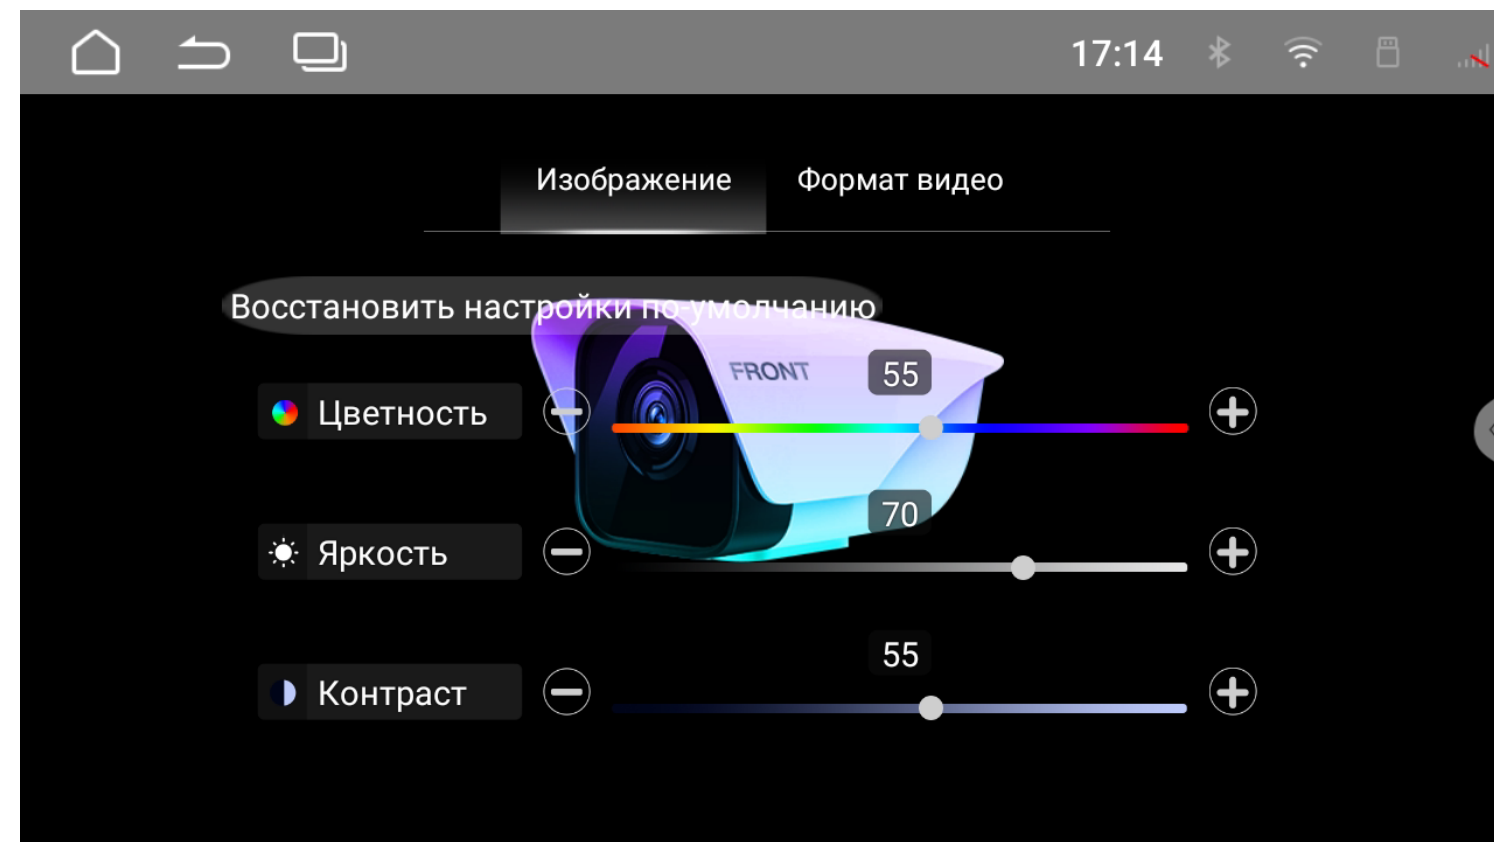 17:14
Изображение Формат видео
Восстановить настройки по-умолчанию
FRONT
55
Цветность
70
Яркость
55
Контраст